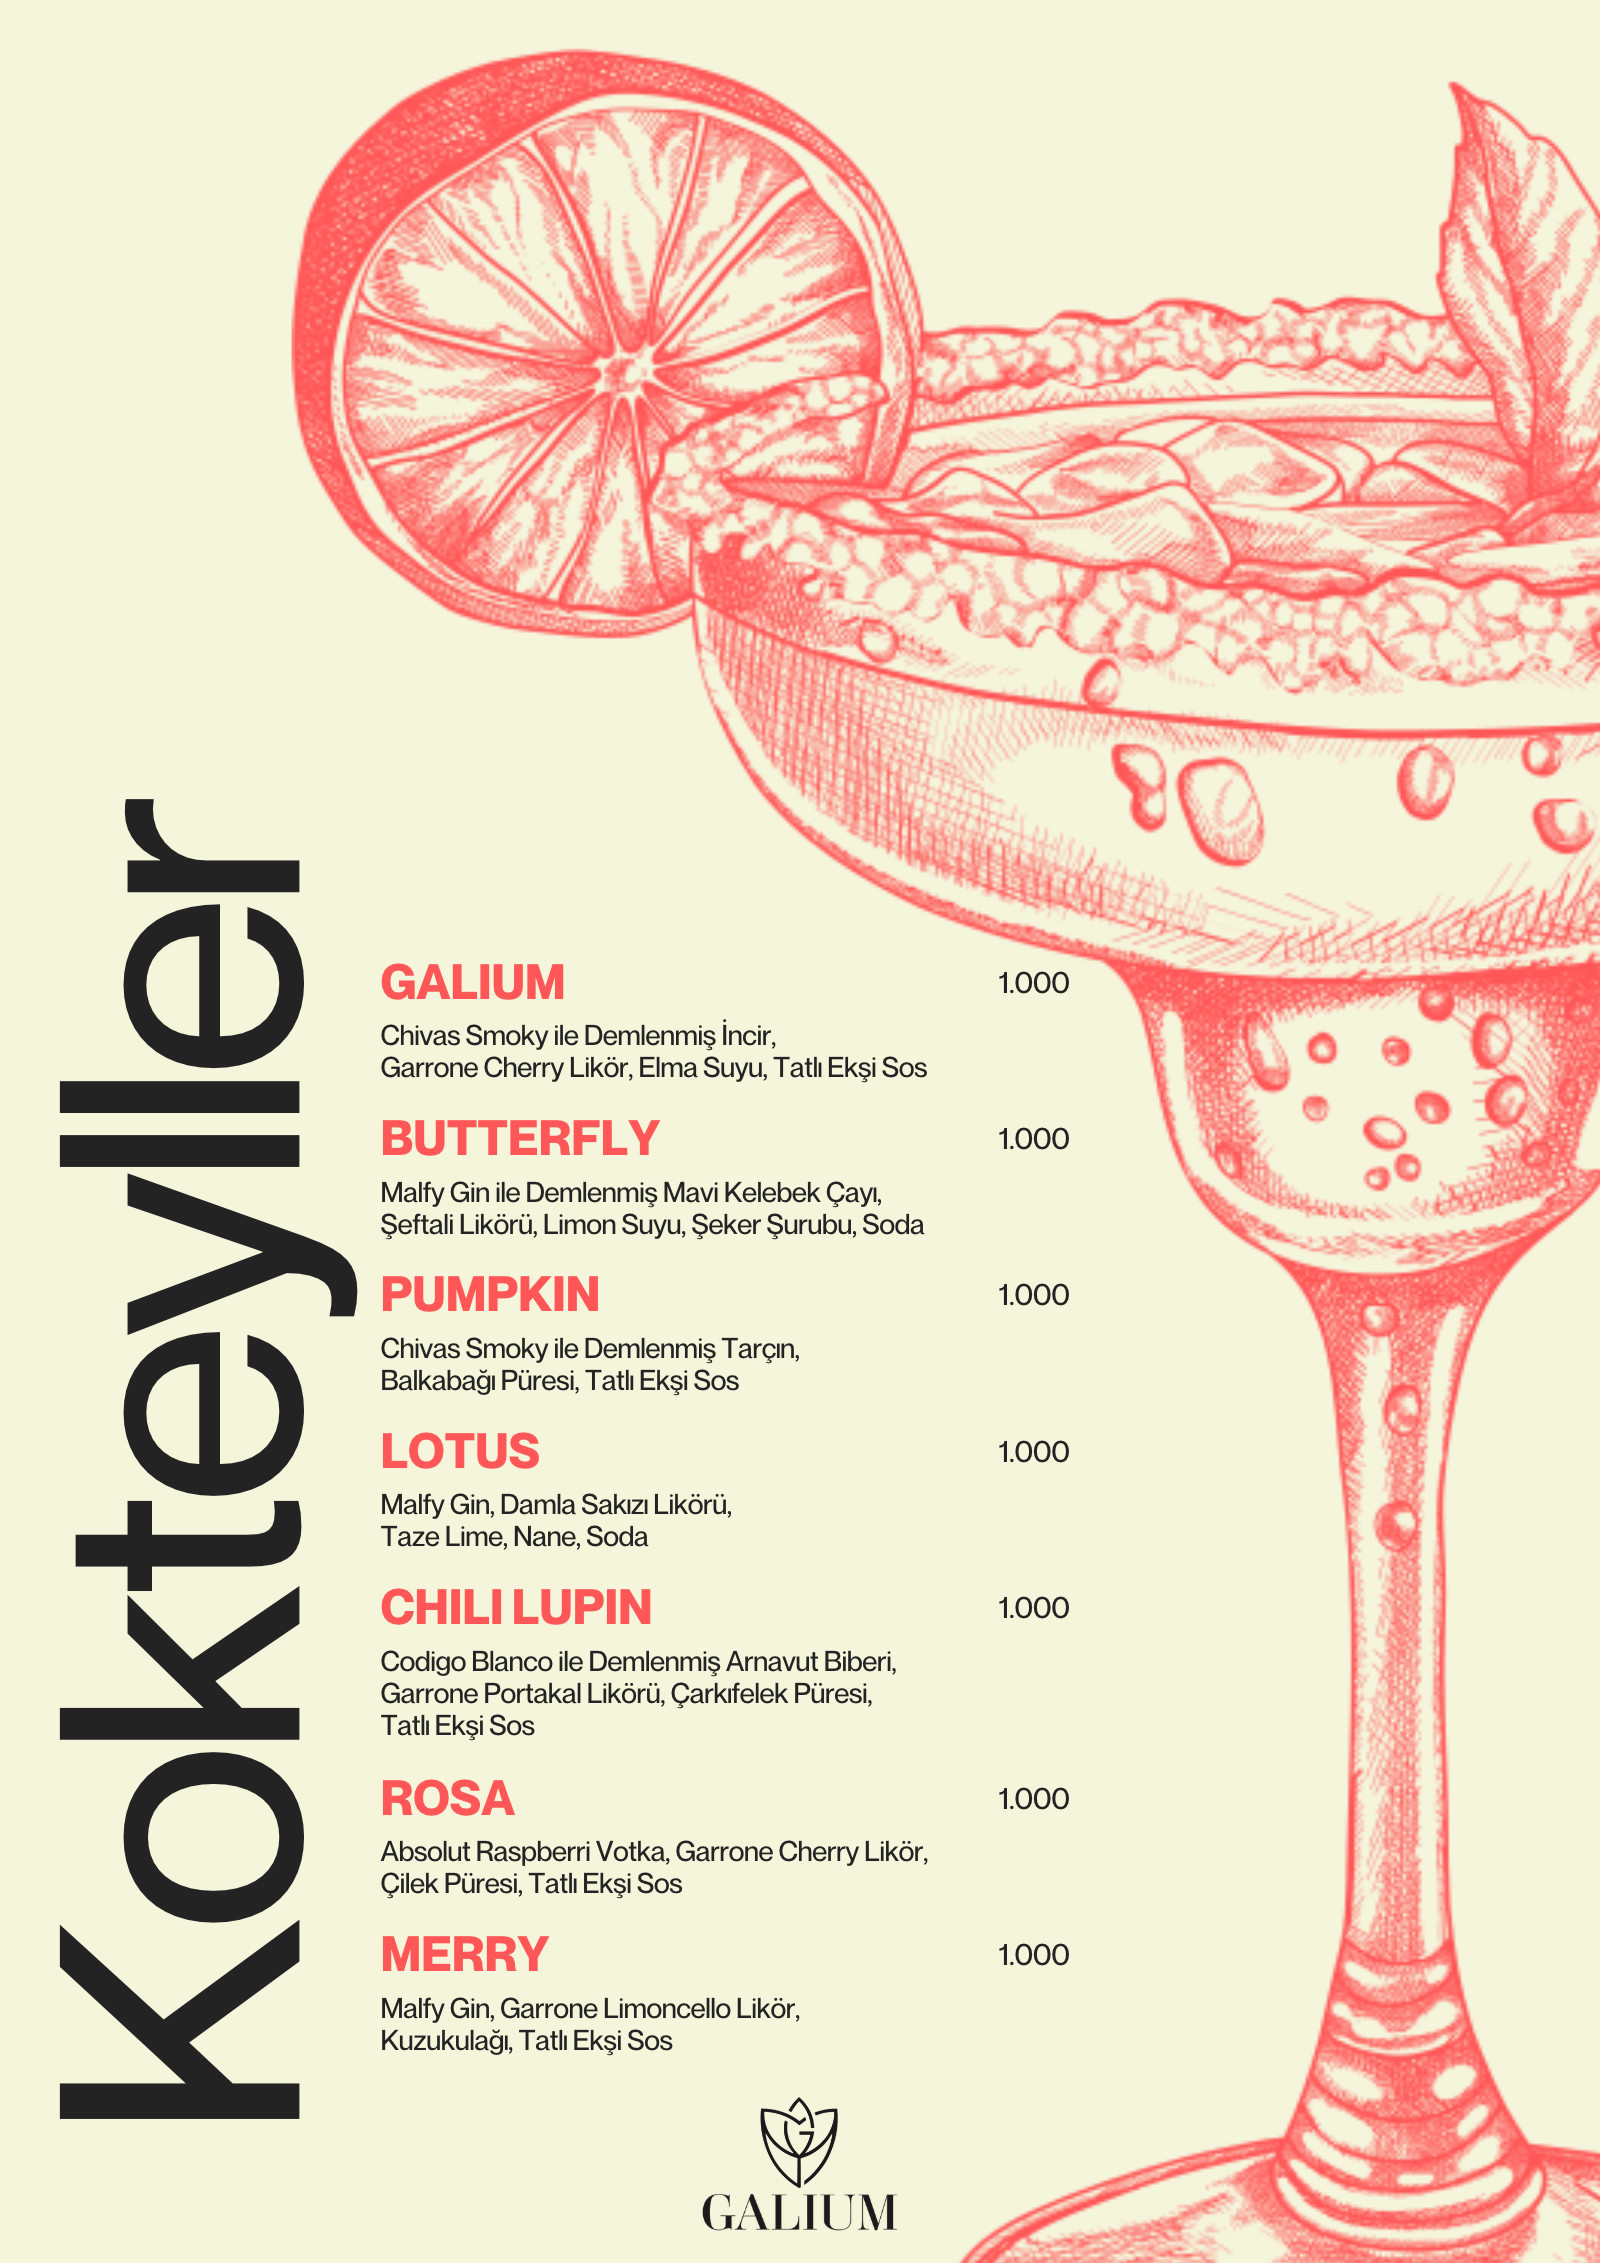 Kokteyller
GALIUM 1.000
Chivas Smoky ile Demlenmiş İncir,
Garrone Cherry Likör, Elma Suyu, Tatlı Ekşi Sos
BUTTERFLY 1.000
Malfy Gin ile Demlenmiş Mavi Kelebek Çayı,
Şeftali Likörü, Limon Suyu, Şeker Şurubu, Soda
PUMPKIN 1.000
Chivas Smoky ile Demlenmiş Tarçın,
Balkabağı Püresi, Tatlı Ekşi Sos
LOTUS 1.000
Malfy Gin, Damla Sakızı Likörü,
Taze Lime, Nane, Soda
CHILI LUPIN 1.000
Codigo Blanco ile Demlenmiş Arnavut Biberi,
Garrone Portakal Likörü, Çarkıfelek Püresi,
Tatlı Ekşi Sos
ROSA 1.000
Absolut Raspberri Votka, Garrone Cherry Likör,
Çilek Püresi, Tatlı Ekşi Sos
MERRY 1.000
Malfy Gin, Garrone Limoncello Likör,
Kuzukulağı, Tatlı Ekşi Sos
GALIUM